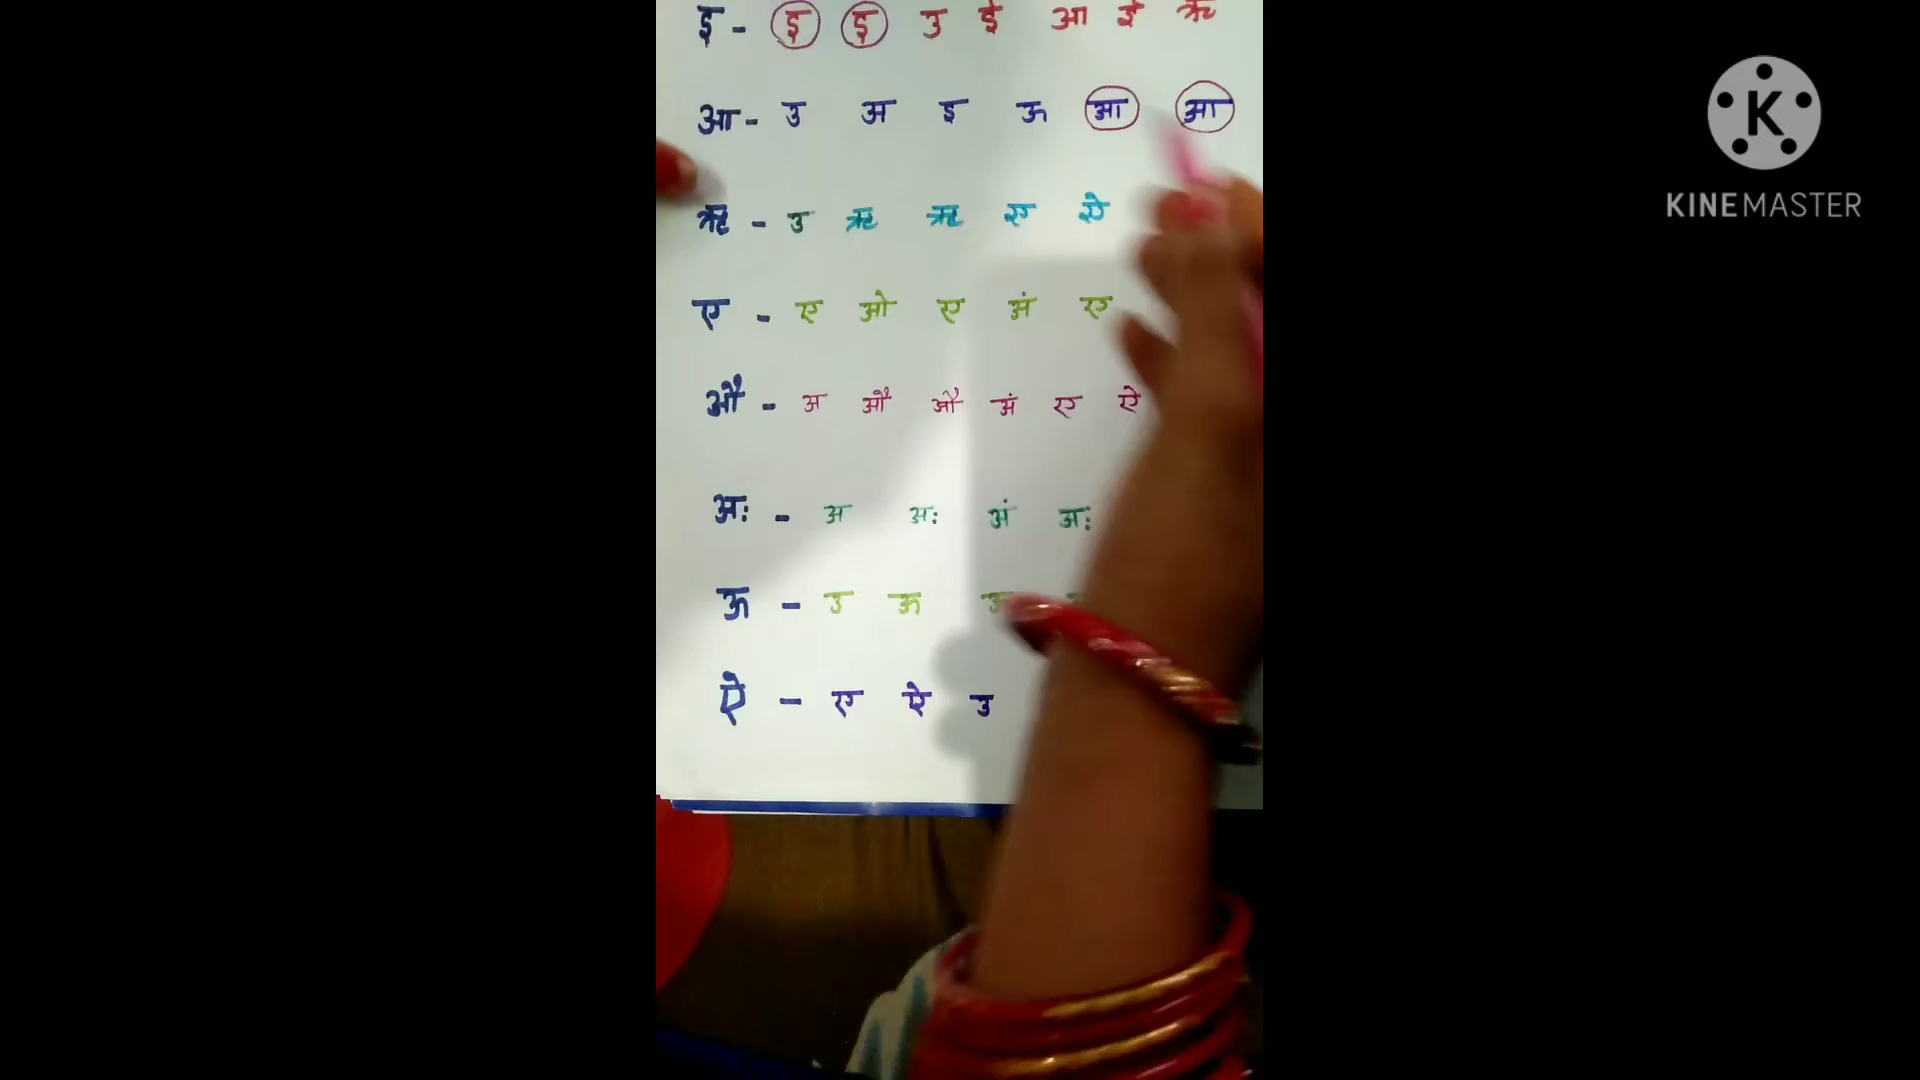 इ - इ इ उ ई आ ई ऋ
आ - उ अ इ ऊ आ आ
ऋ - उ ऋ ऋ ए ऐ
ए - ए ओ ए अं ए
औ - अ औ औ अं ए ऐ
अः - अ अः अं अः
ऊ - उ ऊ
ऐ - ए ऐ उ
K
KINEMASTER